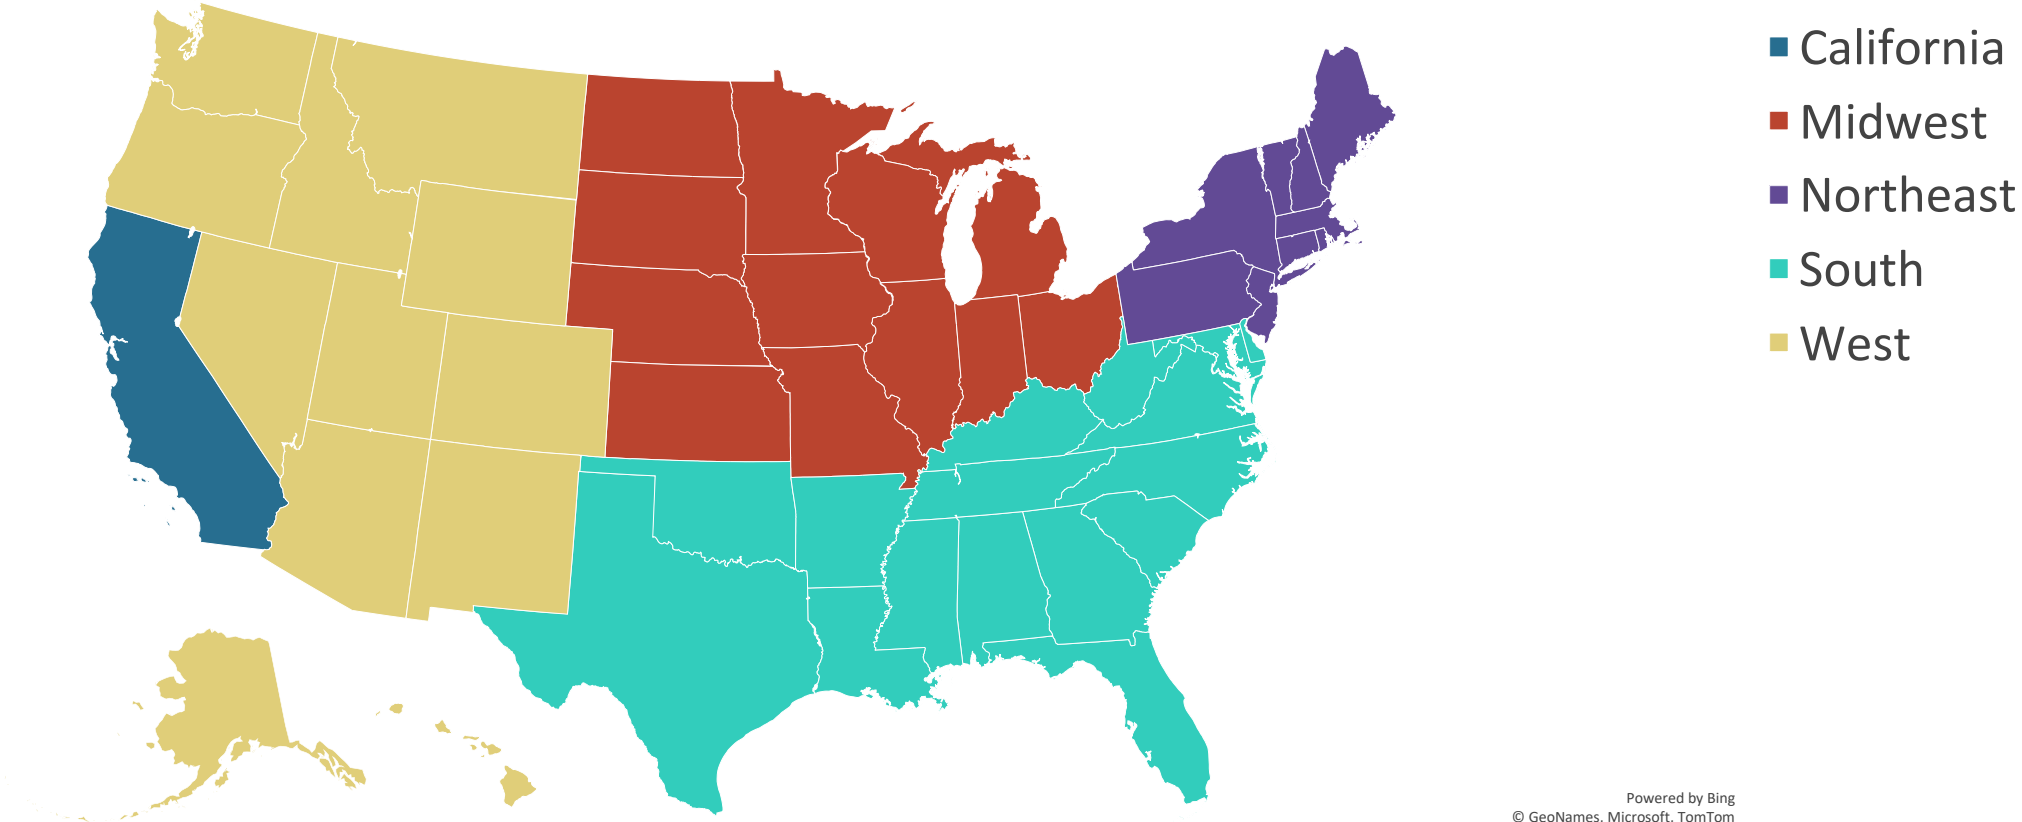 California
Midwest
Northeast
South
West
Powered by Bing
© GeoNames, Microsoft, TomTom